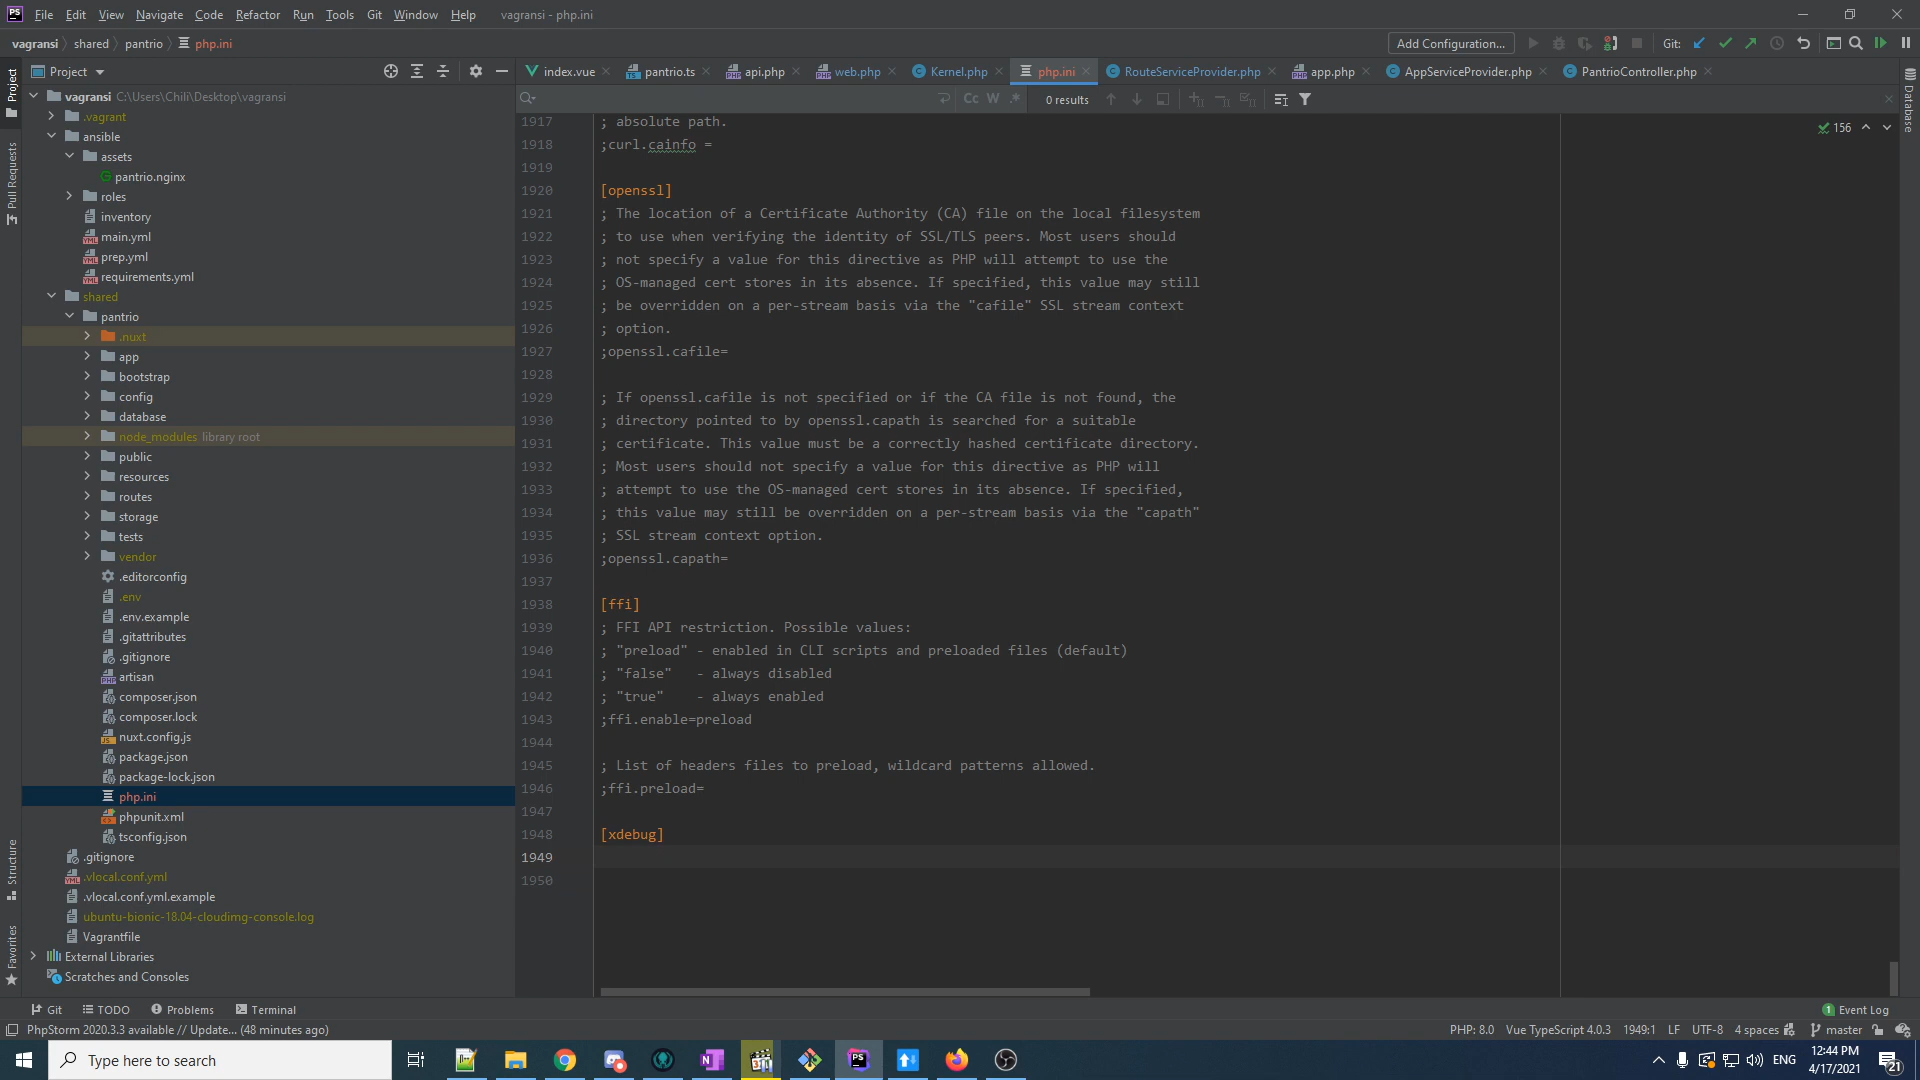 File Edit View Navigate Code Refactor Run Tools Git Window Help vagransi - php.ini
vagransi shared pantrio php.ini Add Configuration... Git:
Project
index.vue pantrio.ts api.php web.php Kernel.php php.ini RouteServiceProvider.php app.php AppServiceProvider.php PantrioController.php
Cc W .* 0 results
156
Project
Pull Requests
Structure
Favorites
Database
vagransi C:\Users\Chili\Desktop\vagransi
.vagrant
ansible
assets
pantrio.nginx
roles
inventory
main.yml
prep.yml
requirements.yml
shared
pantrio
.nuxt
app
bootstrap
config
database
node_modules library root
public
resources
routes
storage
tests
vendor
.editorconfig
.env
.env.example
.gitattributes
.gitignore
artisan
composer.json
composer.lock
nuxt.config.js
package.json
package-lock.json
php.ini
phpunit.xml
tsconfig.json
.gitignore
.vlocal.conf.yml
.vlocal.conf.yml.example
ubuntu-bionic-18.04-cloudimg-console.log
Vagrantfile
External Libraries
Scratches and Consoles
1917 ; absolute path.
1918 ;curl.cainfo =
1919
1920 [openssl]
1921 ; The location of a Certificate Authority (CA) file on the local filesystem
1922 ; to use when verifying the identity of SSL/TLS peers. Most users should
1923 ; not specify a value for this directive as PHP will attempt to use the
1924 ; OS-managed cert stores in its absence. If specified, this value may still
1925 ; be overridden on a per-stream basis via the "cafile" SSL stream context
1926 ; option.
1927 ;openssl.cafile=
1928
1929 ; If openssl.cafile is not specified or if the CA file is not found, the
1930 ; directory pointed to by openssl.capath is searched for a suitable
1931 ; certificate. This value must be a correctly hashed certificate directory.
1932 ; Most users should not specify a value for this directive as PHP will
1933 ; attempt to use the OS-managed cert stores in its absence. If specified,
1934 ; this value may still be overridden on a per-stream basis via the "capath"
1935 ; SSL stream context option.
1936 ;openssl.capath=
1937
1938 [ffi]
1939 ; FFI API restriction. Possible values:
1940 ; "preload" - enabled in CLI scripts and preloaded files (default)
1941 ; "false" - always disabled
1942 ; "true" - always enabled
1943 ;ffi.enable=preload
1944
1945 ; List of headers files to preload, wildcard patterns allowed.
1946 ;ffi.preload=
1947
1948 [xdebug]
1949
1950
Git TODO Problems Terminal 1 Event Log
PhpStorm 2020.3.3 available // Update... (48 minutes ago) PHP: 8.0 Vue TypeScript 4.0.3 1949:1 LF UTF-8 4 spaces master
Type here to search ENG 12:44 PM
4/17/2021 21